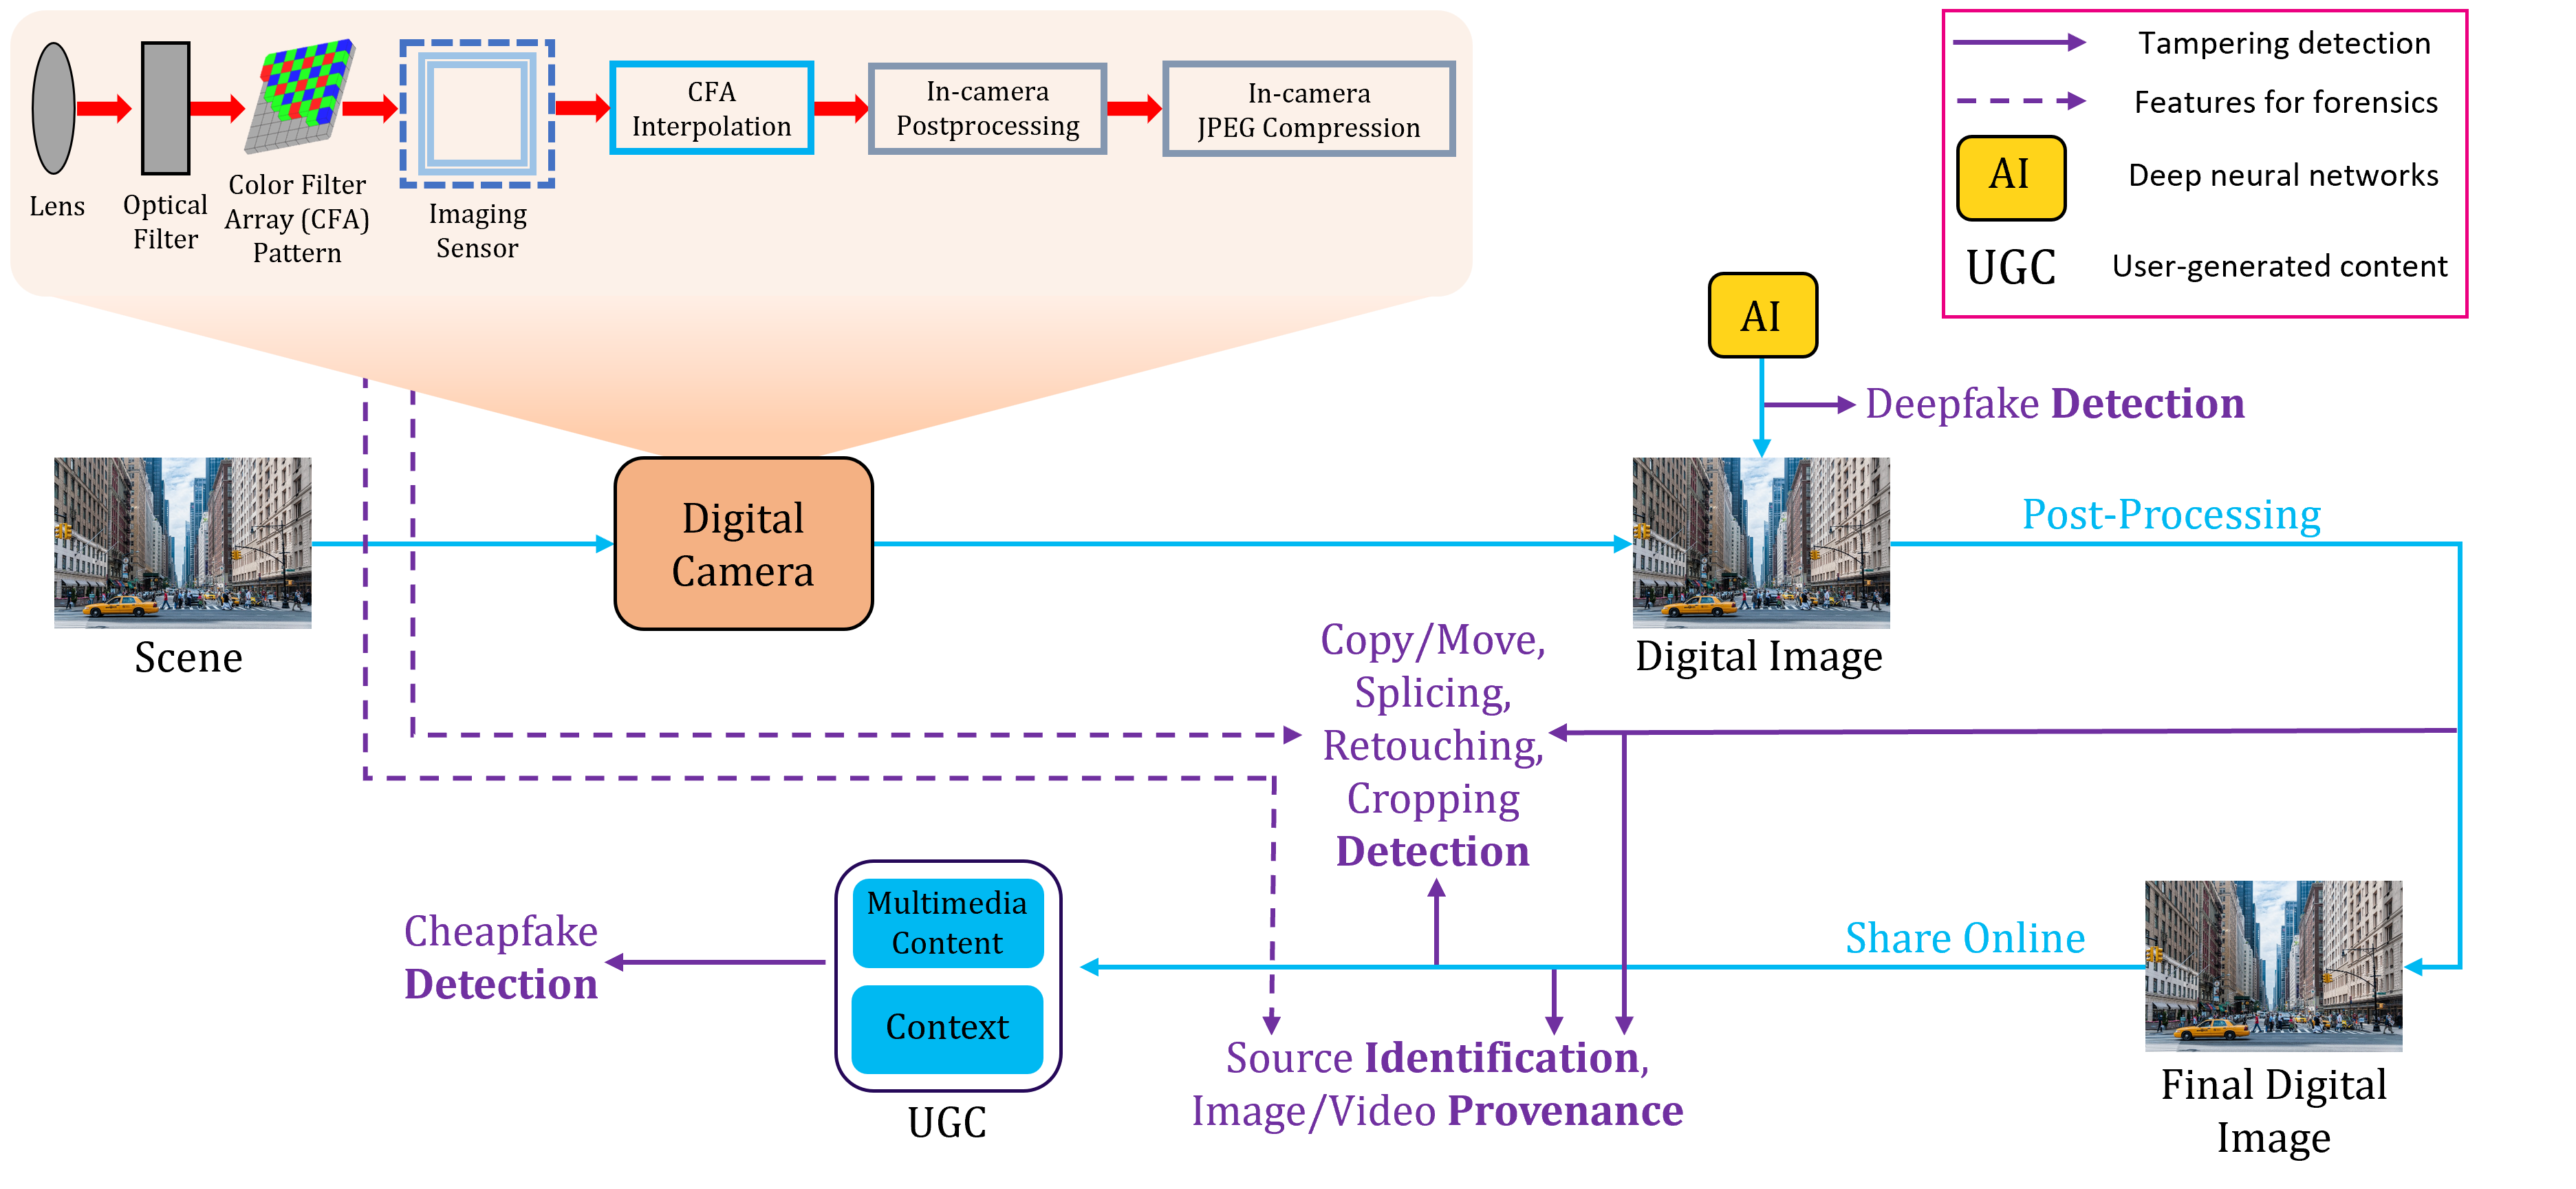 Lens
Optical
Filter
Color Filter
Array (CFA)
Pattern
Imaging
Sensor
CFA
Interpolation
In-camera
Postprocessing
In-camera
JPEG Compression
Tampering detection
Features for forensics
AI
Deep neural networks
UGC
User-generated content
AI
Deepfake Detection
Scene
Digital
Camera
Digital Image
Post-Processing
Copy/Move,
Splicing,
Retouching,
Cropping
Detection
Cheapfake
Detection
Multimedia
Content
Context
UGC
Share Online
Source Identification,
Image/Video Provenance
Final Digital
Image